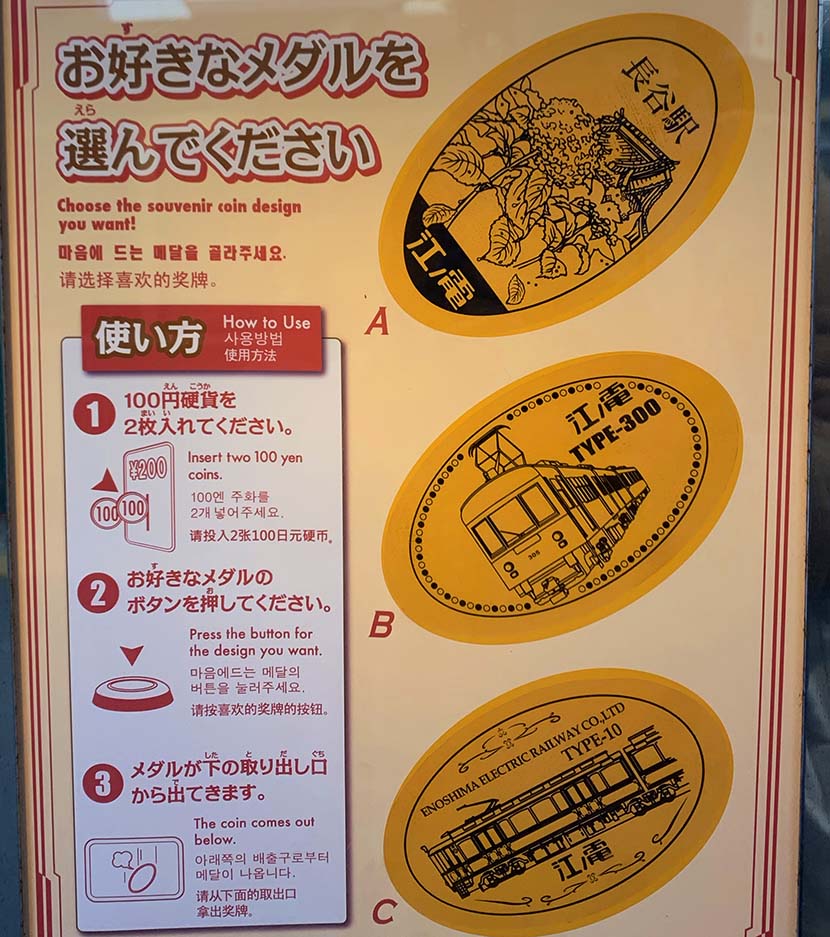 お好きなメダルを
選んでください
Choose the souvenir coin design
you want!
마음에 드는 메달을 골라주세요.
请选择喜欢的奖牌。
使い方
How to Use
사용방법
使用方法
1 100円硬貨を
2枚入れてください。
¥200
100 100
Insert two 100 yen
coins.
100엔 주화를
2개 넣어주세요.
请投入2张100日元硬币。
2 お好きなメダルの
ボタンを押してください。
Press the button for
the design you want.
마음에드는 메달의
버튼을 눌러주세요.
请按喜欢的奖牌的按钮。
3 メダルが下の取り出し口
から出てきます。
The coin comes out
below.
아래쪽의 배출구로부터
메달이 나옵니다.
请从下面的取出口
拿出奖牌。
長谷駅
江ノ電
A
江ノ電
TYPE-300
305
B
ENOSHIMA ELECTRIC RAILWAY CO.,LTD
TYPE-10
江ノ電
C